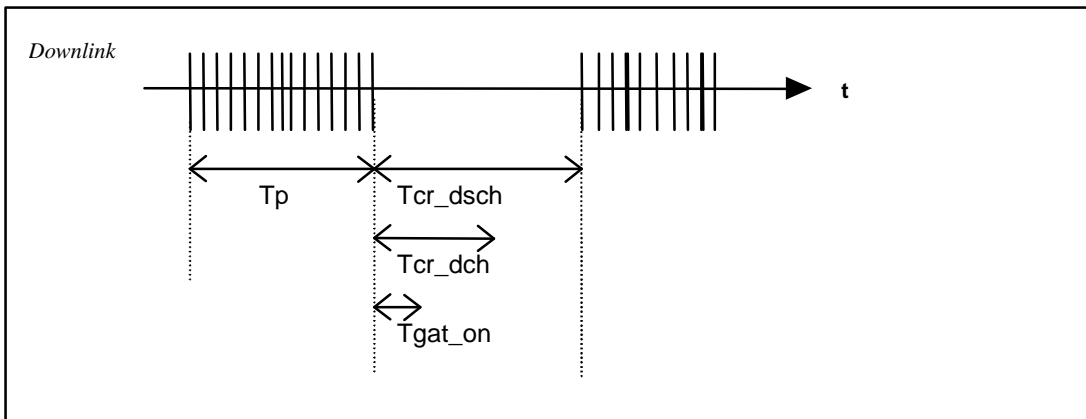 Downlink
t
Tp
Tcr_dsch
Tcr_dch
Tgat_on